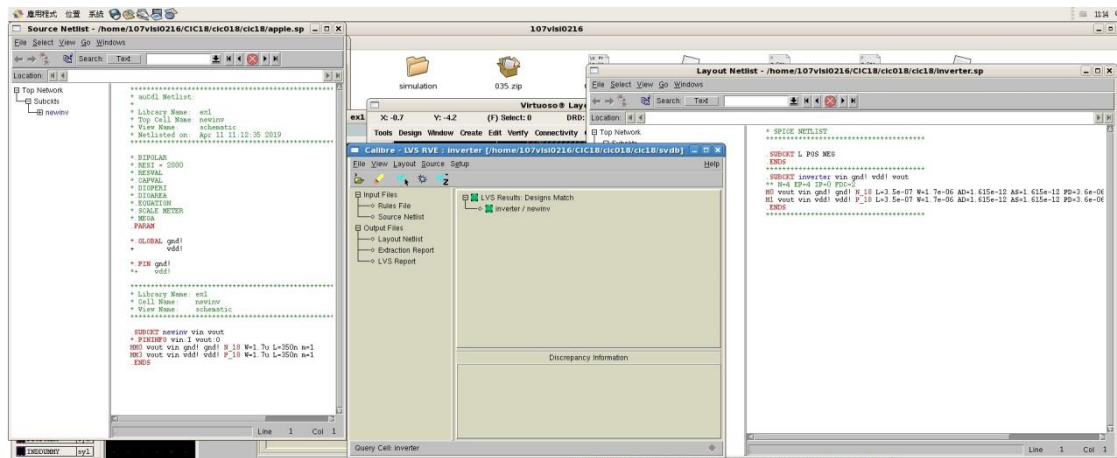 應用程式 位置 系統
11:14
107vlsi0216
simulation
035.zip
Source Netlist - /home/107vlsi0216/CIC18/cic018/cic18/apple.sp
File Select View Go Windows
Search: Text
Location:
Top Network
Subckts
newinv
****************************************************
* auCdl Netlist:
*
* Library Name: ex1
* Top Cell Name: newinv
* View Name: schematic
* Netlisted on: Apr 11 11:12:35 2019
****************************************************
*.BIPOLAR
*.RESI = 2000
*.RESVAL
*.CAPVAL
*.DIOPERI
*.DIOAREA
*.EQUATION
*.SCALE METER
*.MEGA
.PARAM
*.GLOBAL gnd!
+ vdd!
*.PIN gnd!
*+ vdd!
****************************************************
* Library Name: ex1
* Cell Name: newinv
* View Name: schematic
****************************************************
.SUBCKT newinv vin vout
*.PININFO vin:I vout:O
MM0 vout vin gnd! gnd! N_18 W=1.7u L=350n m=1
MM3 vout vin vdd! vdd! P_18 W=1.7u L=350n m=1
.ENDS
Line 1 Col 1
INDDUMMY sy1
Virtuoso® Layo
ex1 X: -0.7 Y: -4.2 (F) Select: 0 DRD:
Tools Design Window Create Edit Verify Connectivity
Calibre - LVS RVE : inverter [/home/107vlsi0216/CIC18/cic018/cic18/svdb]
File View Layout Source Setup Help
Input Files
Rules File
Source Netlist
Output Files
Layout Netlist
Extraction Report
LVS Report
LVS Results: Designs Match
inverter / newinv
Discrepancy Information
Query Cell: inverter
Layout Netlist - /home/107vlsi0216/CIC18/cic018/cic18/inverter.sp
File Select View Go Windows
Search: Text
Location:
Top Network
Subckts
* SPICE NETLIST
***************************************
.SUBCKT L POS NEG
.ENDS
***************************************
.SUBCKT inverter vin gnd! vdd! vout
** N=4 EP=4 IP=0 FDC=2
M0 vout vin gnd! gnd! N_18 L=3.5e-07 W=1.7e-06 AD=1.615e-12 AS=1.615e-12 PD=3.6e-06
M1 vout vin vdd! vdd! P_18 L=3.5e-07 W=1.7e-06 AD=1.615e-12 AS=1.615e-12 PD=3.6e-06
.ENDS
***************************************
Line 1 Col 1